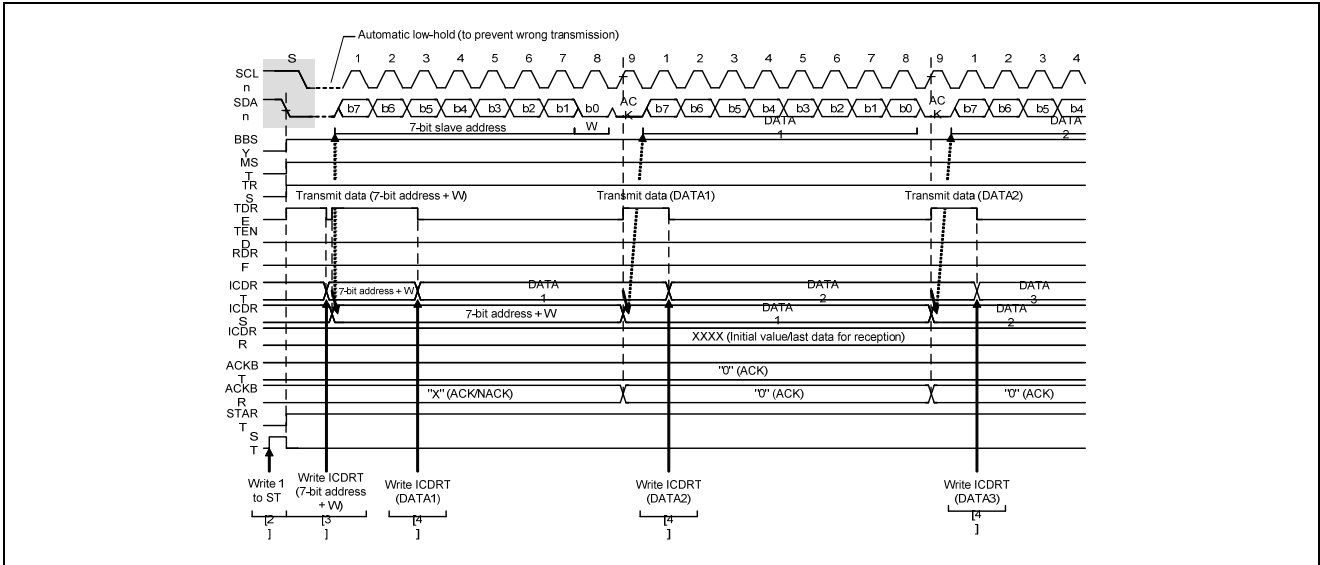 Automatic low-hold (to prevent wrong transmission)
S 1 2 3 4 5 6 7 8 9 1 2 3 4 5 6 7 8 9 1 2 3 4
SCL
n
SDA
n
b7 b6 b5 b4 b3 b2 b1 b0 AC
K
b7 b6 b5 b4 b3 b2 b1 b0 AC
K
b7 b6 b5 b4
7-bit slave address W DATA
1
DATA
2
BBS
Y
MS
T
TR
S
Transmit data (7-bit address + W) Transmit data (DATA1) Transmit data (DATA2)
TDR
E
TEN
D
RDR
F
ICDR
T
7-bit address + W DATA
1
DATA
2
DATA
3
ICDR
S
7-bit address + W DATA
1
DATA
2
ICDR
R
XXXX (Initial value/last data for reception)
ACKB
T
"0" (ACK)
ACKB
R
"X" (ACK/NACK) "0" (ACK) "0" (ACK)
STAR
T
S
T
Write 1
to ST
[2
]
Write ICDRT
(7-bit address
+ W)
[3
]
Write ICDRT
(DATA1)
[4
]
Write ICDRT
(DATA2)
[4
]
Write ICDRT
(DATA3)
[4
]